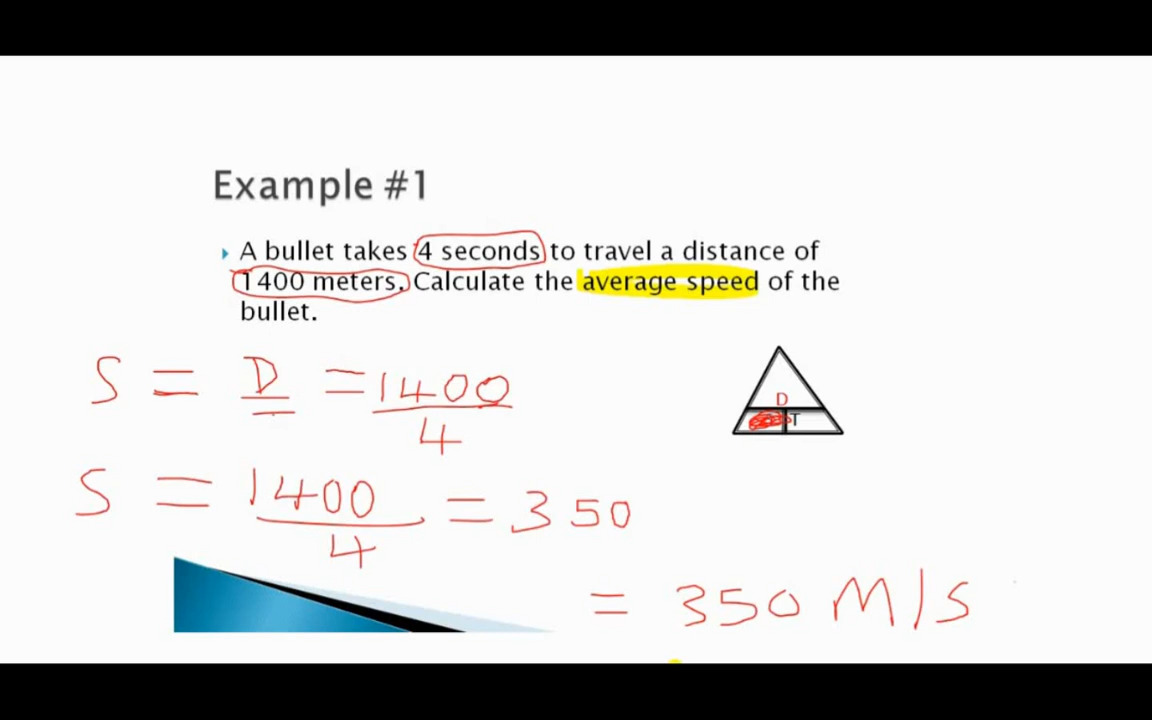 Example #1
A bullet takes 4 seconds to travel a distance of
1400 meters. Calculate the average speed of the
bullet.
S = D = 1400
4
D
T
S = 1400 = 350
4
= 350 M/S